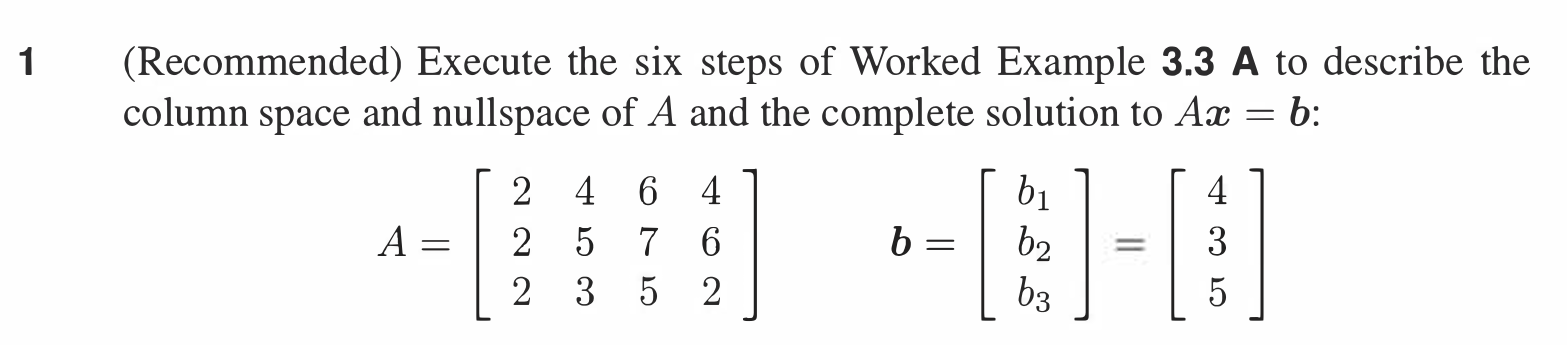 1 (Recommended) Execute the six steps of Worked Example 3.3 A to describe the
column space and nullspace of A and the complete solution to Ax = b:
A = [ 2 4 6 4 ; 2 5 7 6 ; 2 3 5 2 ] b = [ b₁ ; b₂ ; b₃ ] = [ 4 ; 3 ; 5 ]